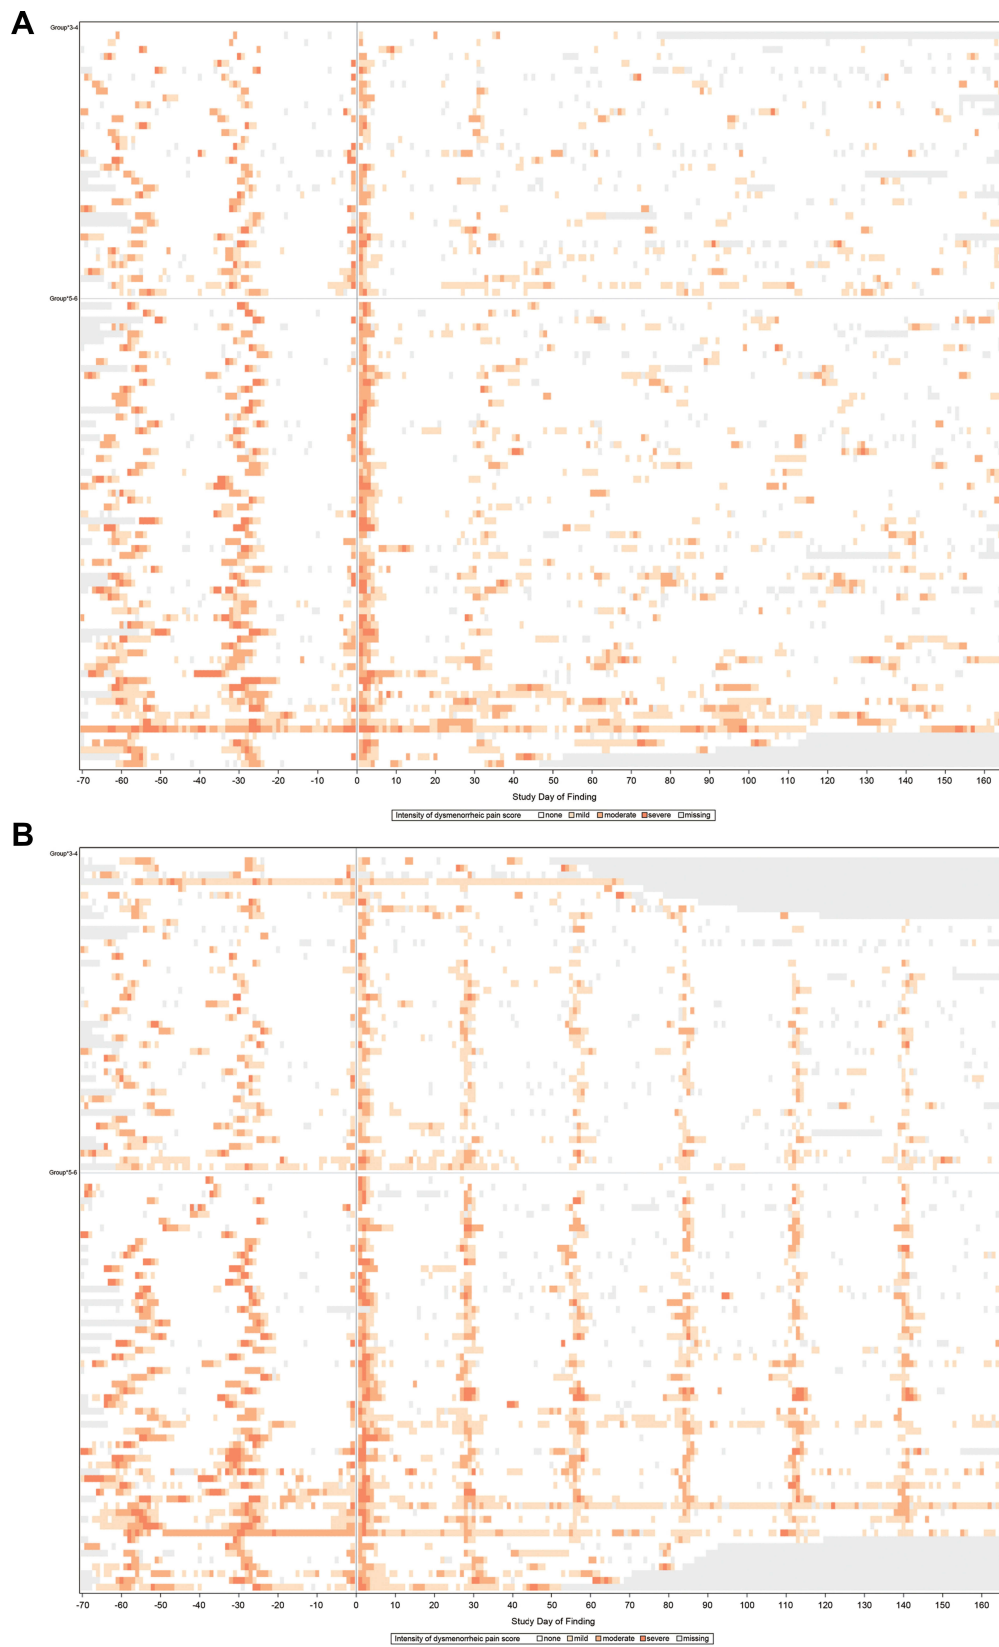 A
Group*3-4
Group*5-6
-70 -60 -50 -40 -30 -20 -10 0 10 20 30 40 50 60 70 80 90 100 110 120 130 140 150 160
Study Day of Finding
Intensity of dysmenorrheic pain score none mild moderate severe missing
B
Group*3-4
Group*5-6
-70 -60 -50 -40 -30 -20 -10 0 10 20 30 40 50 60 70 80 90 100 110 120 130 140 150 160
Study Day of Finding
Intensity of dysmenorrheic pain score none mild moderate severe missing